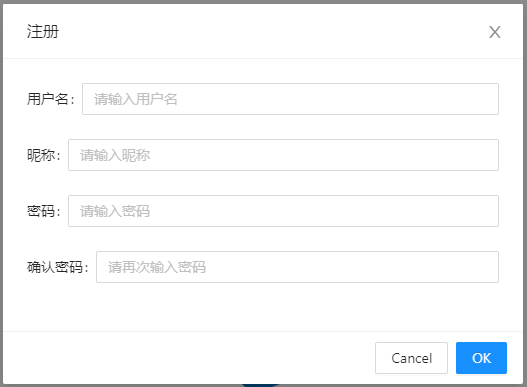 注册
用户名: 请输入用户名
昵称: 请输入昵称
密码: 请输入密码
确认密码: 请再次输入密码
Cancel OK